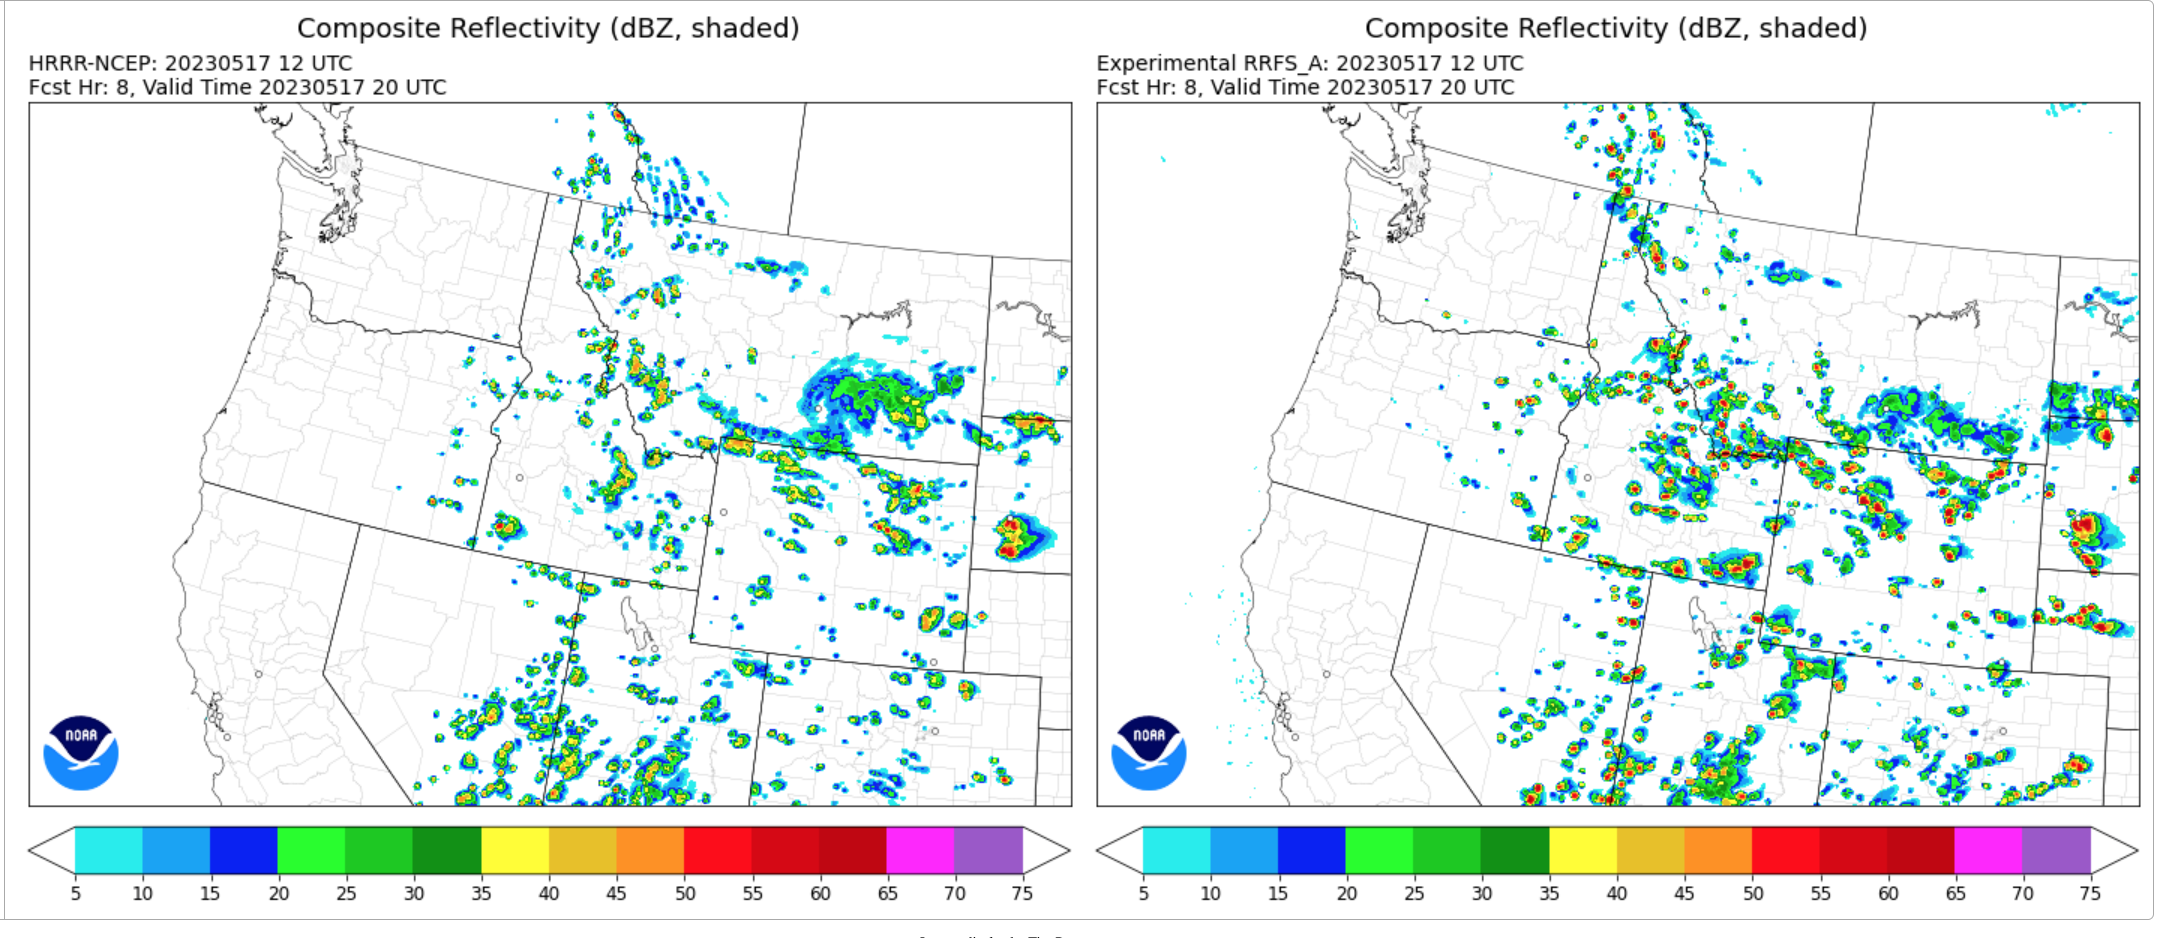 Composite Reflectivity (dBZ, shaded)
HRRR-NCEP: 20230517 12 UTC
Fcst Hr: 8, Valid Time 20230517 20 UTC
NOAA
5 10 15 20 25 30 35 40 45 50 55 60 65 70 75
Composite Reflectivity (dBZ, shaded)
Experimental RRFS_A: 20230517 12 UTC
Fcst Hr: 8, Valid Time 20230517 20 UTC
NOAA
5 10 15 20 25 30 35 40 45 50 55 60 65 70 75